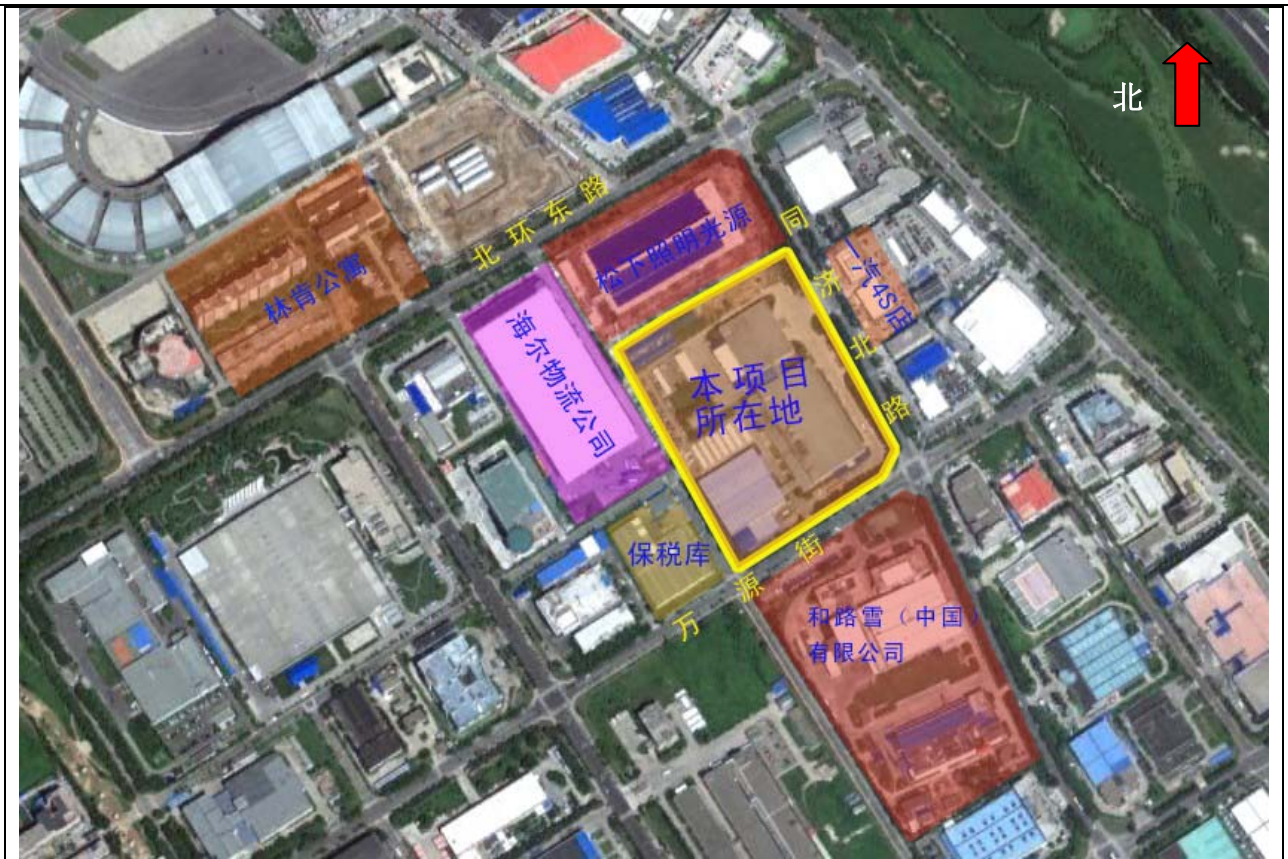 北
北环东路
松下照明光源
同济北路
一汽4S店
林肯公寓
海尔物流公司
本项目
所在地
保税库
万源街
和路雪（中国）
有限公司